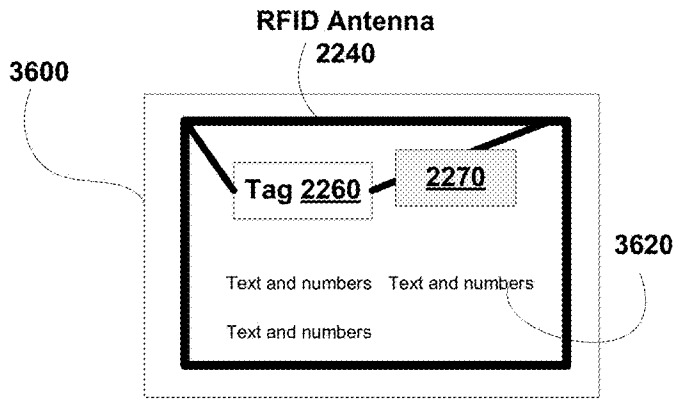 RFID Antenna
2240
3600
Tag 2260
2270
3620
Text and numbers Text and numbers
Text and numbers